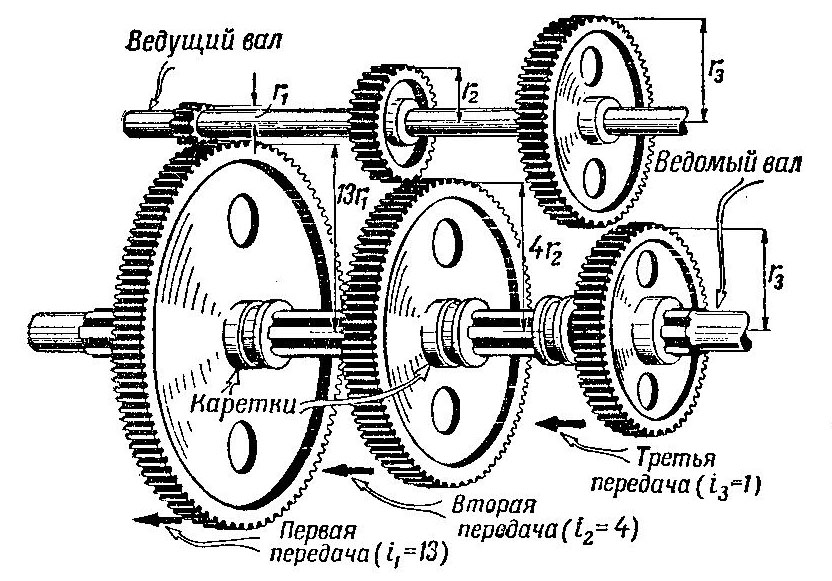 Ведущий вал
r₁
r₂
r₃
Ведомый вал
13r₁
4r₂
r₃
Каретки
Третья
передача (i₃=1)
Вторая
передача (i₂=4)
Первая
передача (i₁=13)